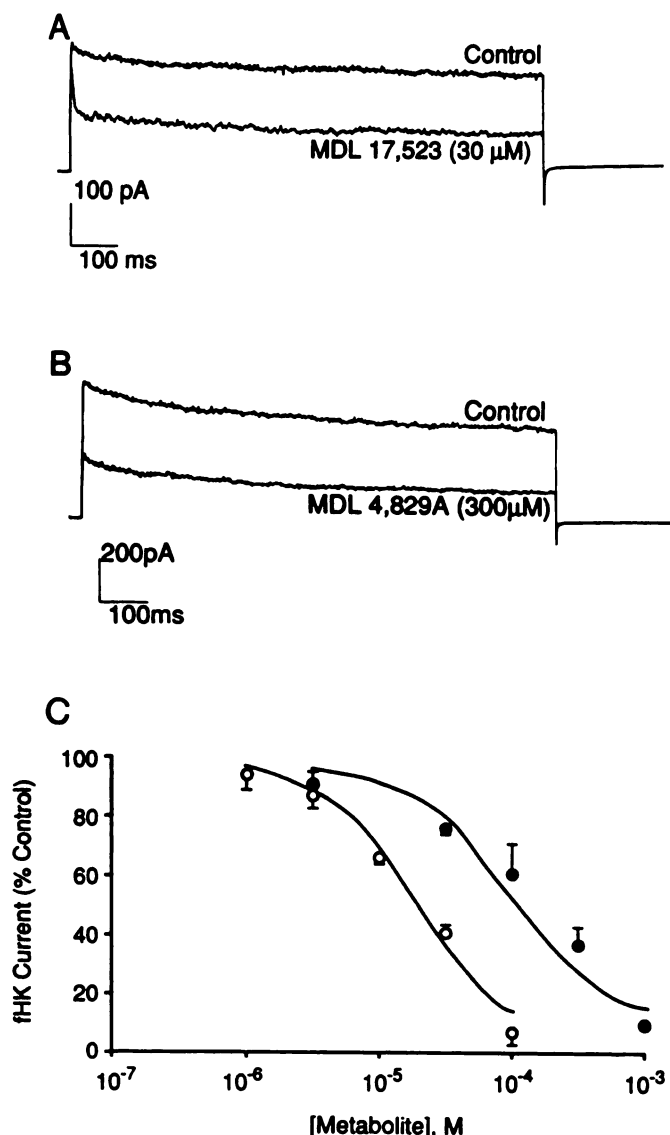 A
Control
MDL 17,523 (30 µM)
100 pA
100 ms
B
Control
MDL 4,829A (300µM)
200pA
100ms
C
fHK Current (% Control)
100
80
60
40
20
0
10⁻⁷ 10⁻⁶ 10⁻⁵ 10⁻⁴ 10⁻³
[Metabolite], M